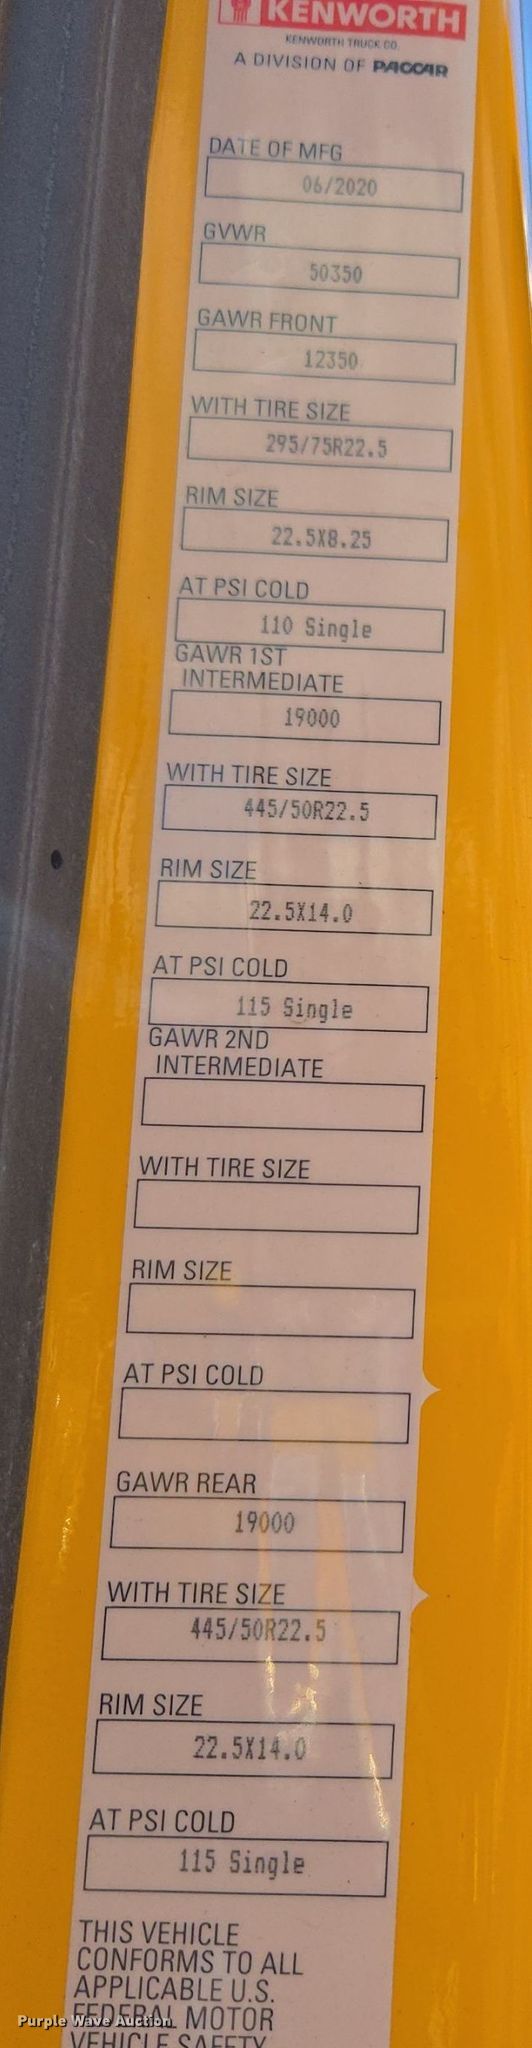 KENWORTH
KENWORTH TRUCK CO.
A DIVISION OF PACCAR
DATE OF MFG
06/2020
GVWR
50350
GAWR FRONT
12350
WITH TIRE SIZE
295/75R22.5
RIM SIZE
22.5X8.25
AT PSI COLD
110 Single
GAWR 1ST
INTERMEDIATE
19000
WITH TIRE SIZE
445/50R22.5
RIM SIZE
22.5X14.0
AT PSI COLD
115 Single
GAWR 2ND
INTERMEDIATE
WITH TIRE SIZE
RIM SIZE
AT PSI COLD
GAWR REAR
19000
WITH TIRE SIZE
445/50R22.5
RIM SIZE
22.5X14.0
AT PSI COLD
115 Single
THIS VEHICLE
CONFORMS TO ALL
APPLICABLE U.S.
FEDERAL MOTOR
VEHICLE SAFETY
Purple Wave Auction